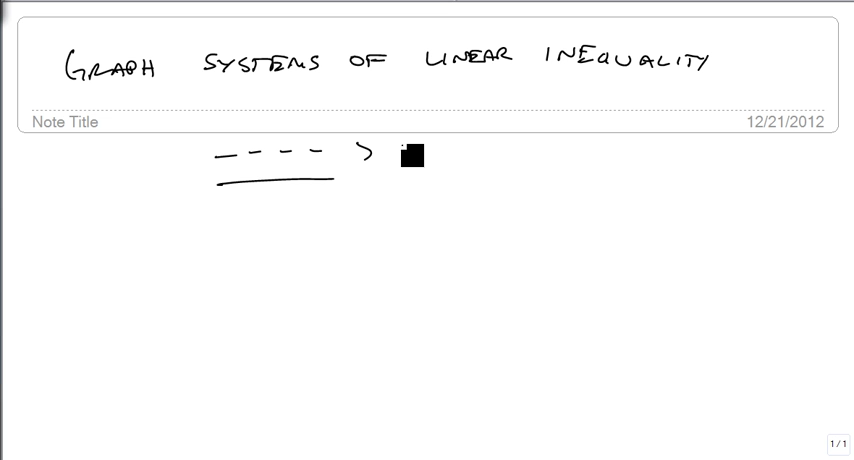 GRAPH SYSTEMS OF LINEAR INEQUALITY
Note Title 12/21/2012
---- >
1 / 1